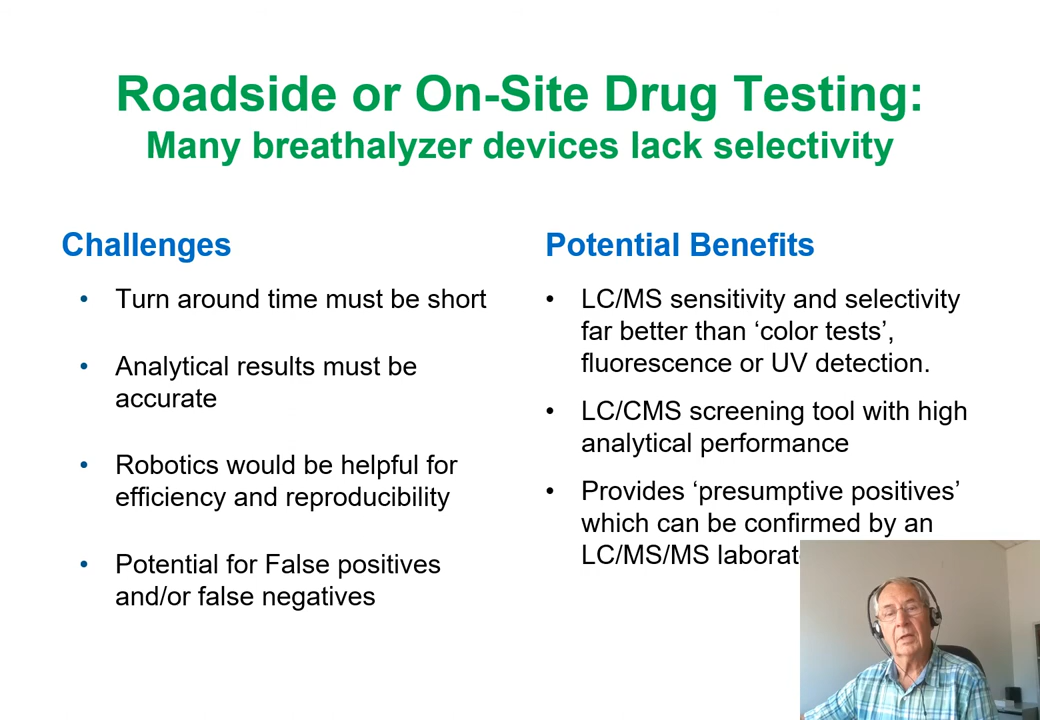 Roadside or On-Site Drug Testing:
Many breathalyzer devices lack selectivity
Challenges
• Turn around time must be short
• Analytical results must be
accurate
• Robotics would be helpful for
efficiency and reproducibility
• Potential for False positives
and/or false negatives
Potential Benefits
• LC/MS sensitivity and selectivity
far better than ‘color tests’,
fluorescence or UV detection.
• LC/CMS screening tool with high
analytical performance
• Provides ‘presumptive positives’
which can be confirmed by an
LC/MS/MS